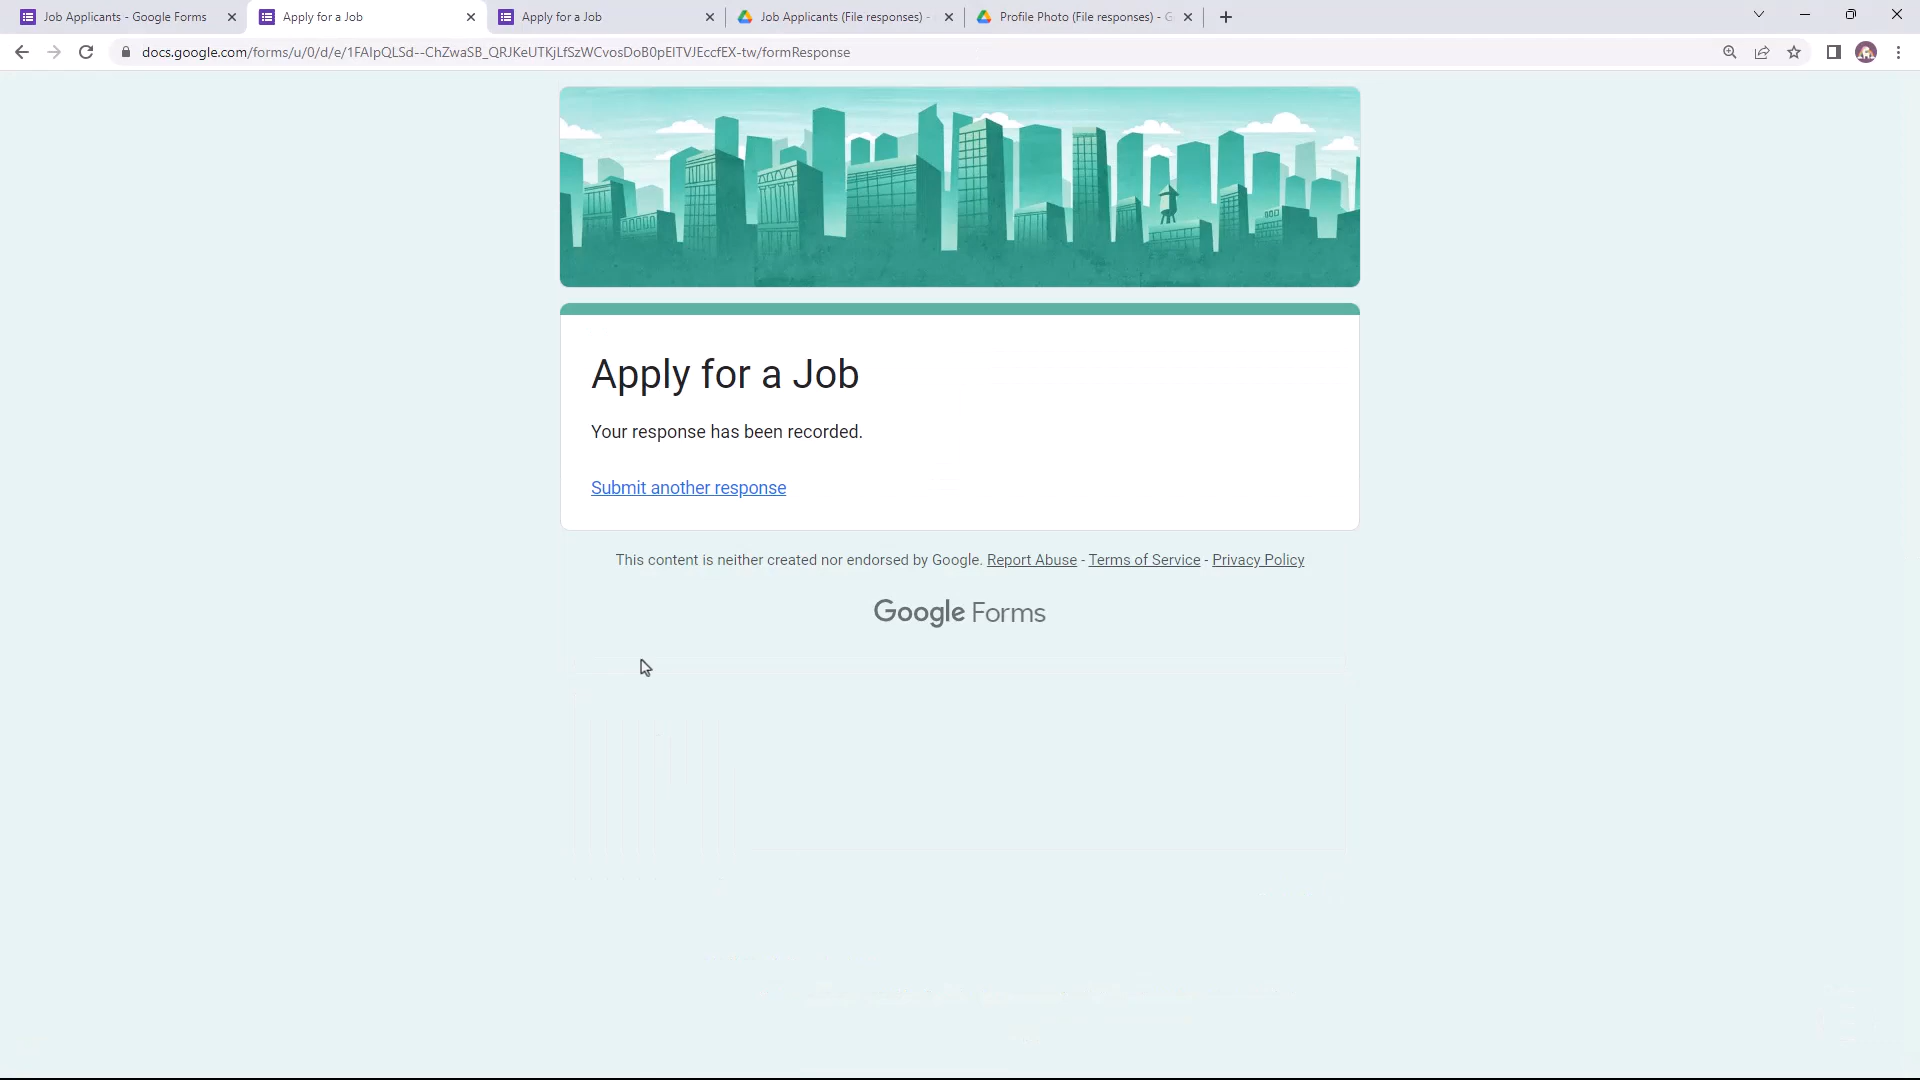 Job Applicants - Google Forms
Apply for a Job
Apply for a Job
Job Applicants (File responses) -
Profile Photo (File responses) - G
docs.google.com/forms/u/0/d/e/1FAIpQLSd--ChZwaSB_QRJKeUTKjLfSzWCvosDoB0pEITVJEccfEX-tw/formResponse
Apply for a Job
Your response has been recorded.
Submit another response
This content is neither created nor endorsed by Google. Report Abuse - Terms of Service - Privacy Policy
Google Forms